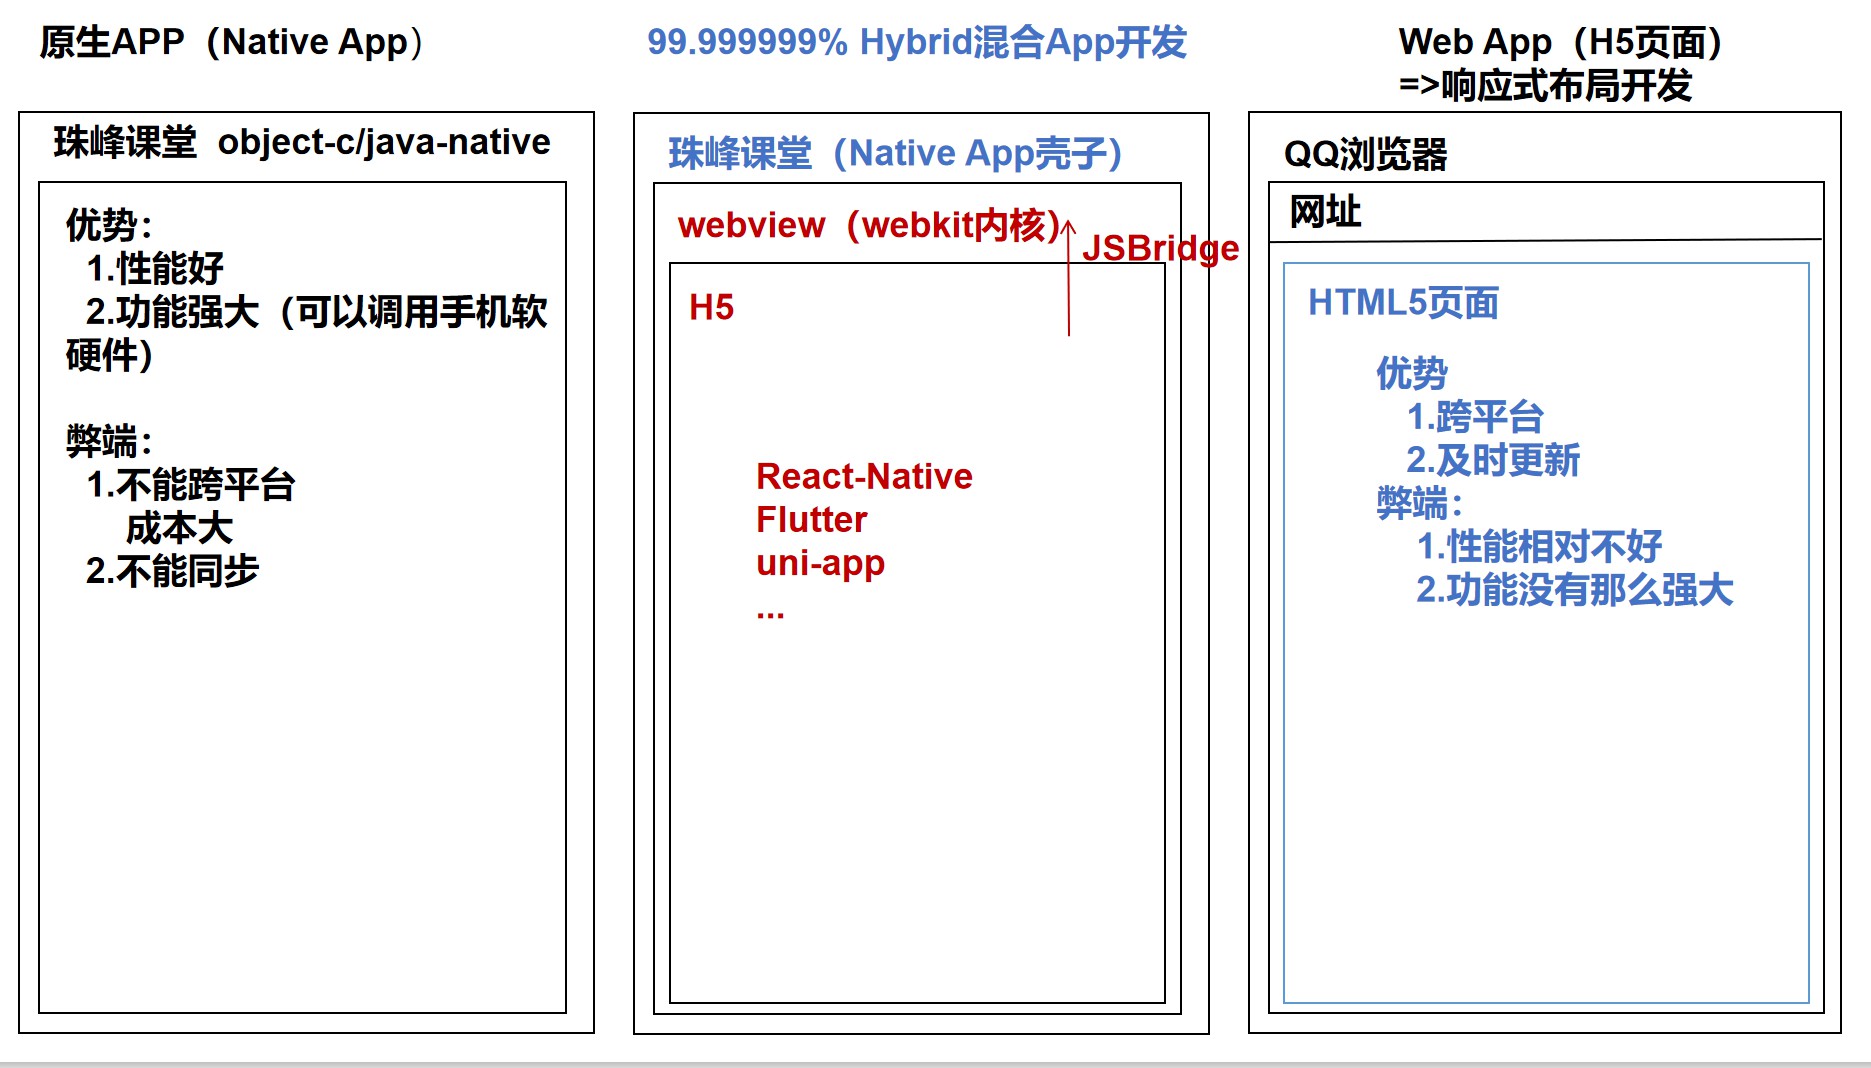 原生APP（Native App）
珠峰课堂 object-c/java-native
优势：
1.性能好
2.功能强大（可以调用手机软
硬件）
弊端：
1.不能跨平台
成本大
2.不能同步
99.999999% Hybrid混合App开发
珠峰课堂（Native App壳子）
webview（webkit内核）
JSBridge
H5
React-Native
Flutter
uni-app
...
Web App（H5页面）
=>响应式布局开发
QQ浏览器
网址
HTML5页面
优势
1.跨平台
2.及时更新
弊端：
1.性能相对不好
2.功能没有那么强大